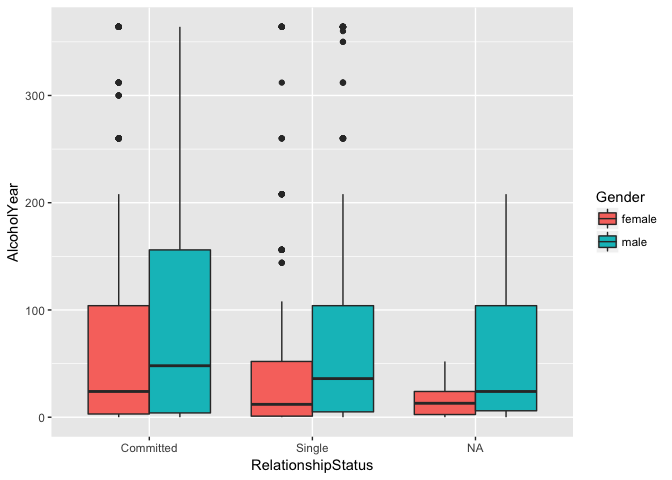 300
200
100
0
AlcoholYear
Committed
Single
NA
RelationshipStatus
Gender
female
male